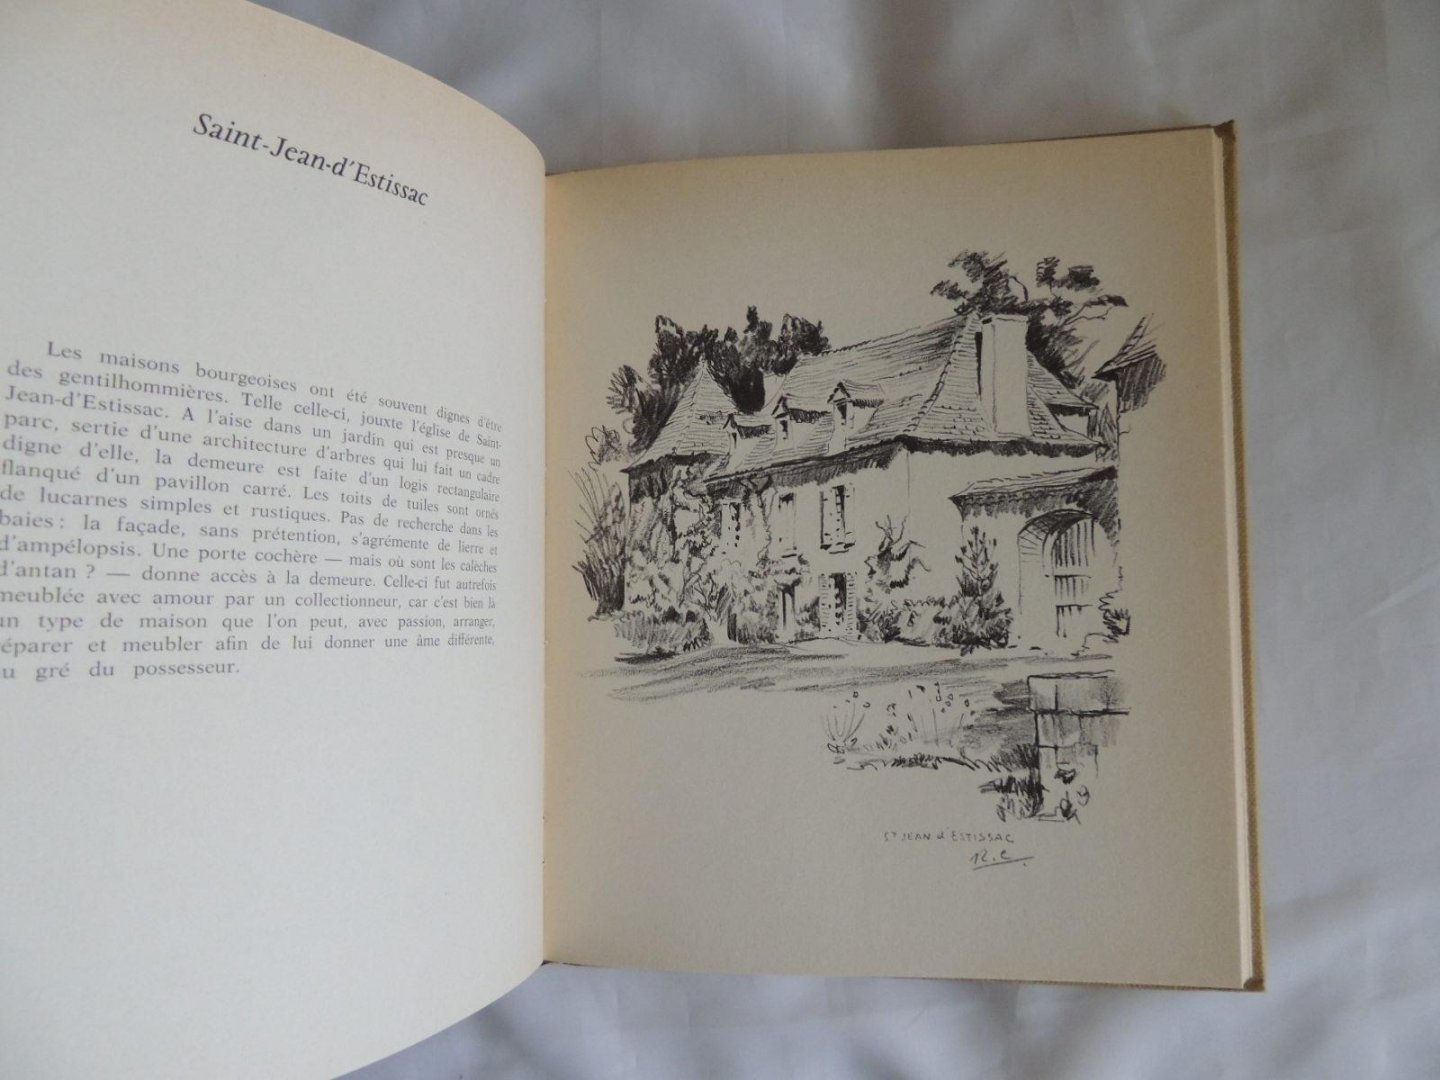 Saint-Jean-d'Estissac
Les maisons bourgeoises ont été souvent dignes d'être
des gentilhommières. Telle celle-ci, jouxte l'église de Saint-
Jean-d'Estissac. A l'aise dans un jardin qui est presque un
parc, sertie d'une architecture d'arbres qui lui fait un cadre
digne d'elle, la demeure est faite d'un logis rectangulaire
flanqué d'un pavillon carré. Les toits de tuiles sont ornés
de lucarnes simples et rustiques. Pas de recherche dans les
baies : la façade, sans prétention, s'agrémente de lierre et
d'ampélopsis. Une porte cochère — mais où sont les calèches
d'antan ? — donne accès à la demeure. Celle-ci fut autrefois
meublée avec amour par un collectionneur, car c'est bien là
un type de maison que l'on peut, avec passion, arranger,
réparer et meubler afin de lui donner une âme différente,
u gré du possesseur.
ST JEAN d'ESTISSAC
R.C.